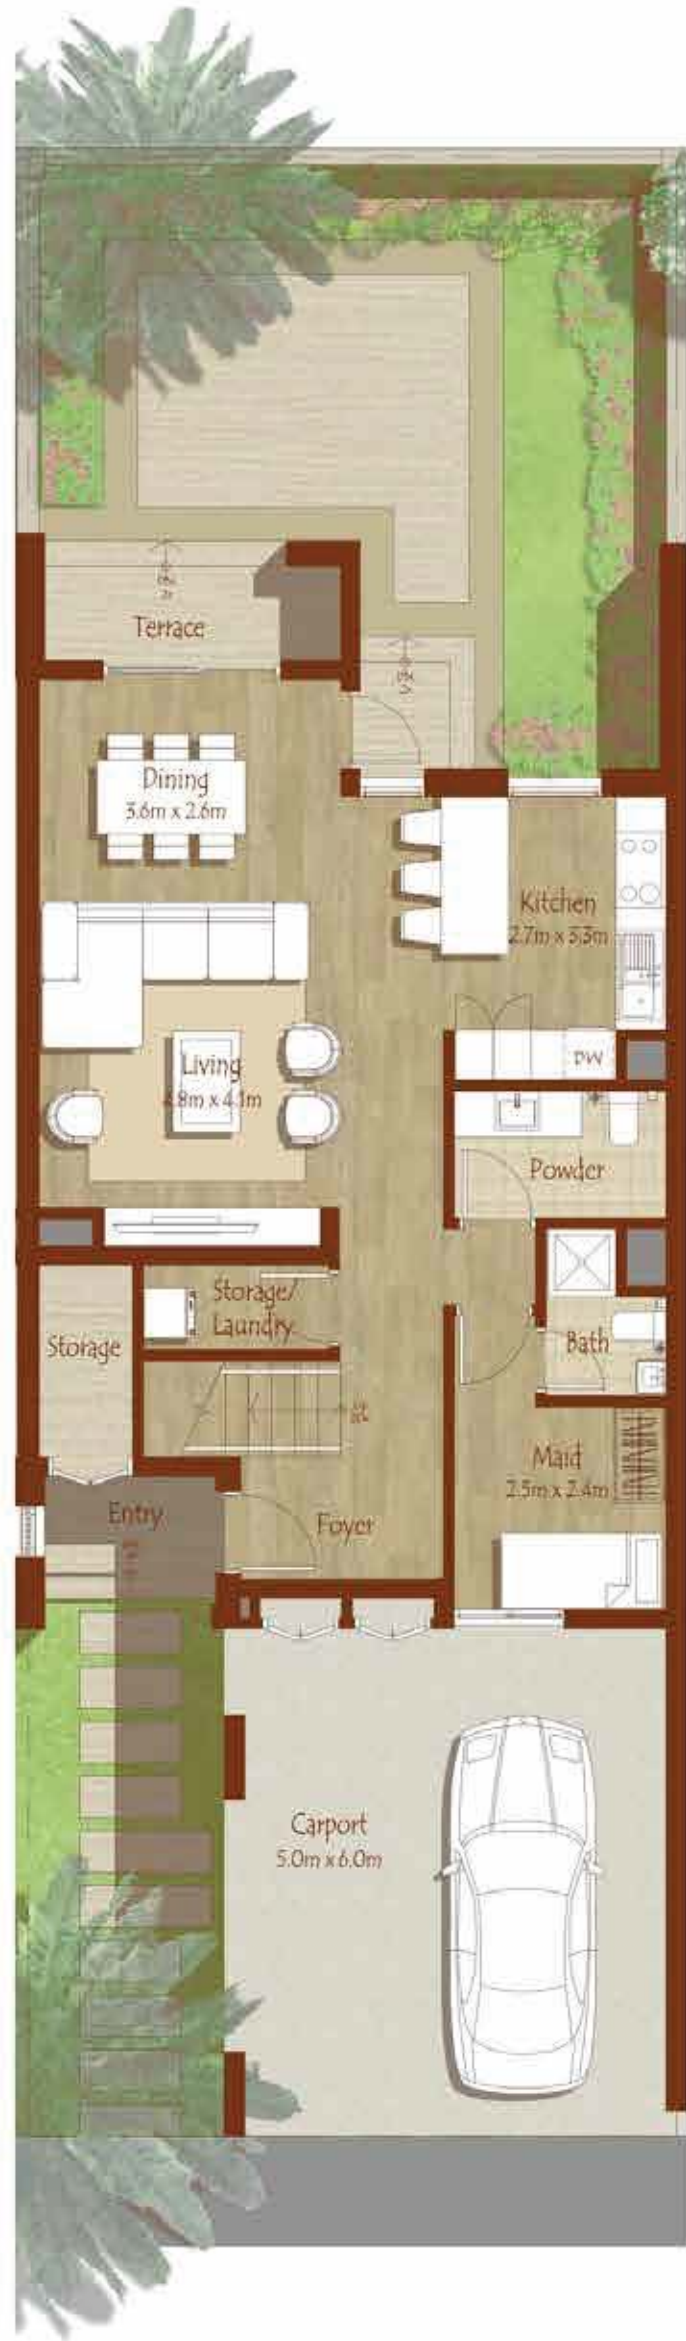 Terrace
Dining
3.6m x 2.6m
Kitchen
2.7m x 3.3m
Living
4.8m x 4.1m
DW
Powder
Storage/
Laundry
Storage
Bath
Maid
2.5m x 2.4m
Entry
Foyer
Carport
5.0m x 6.0m